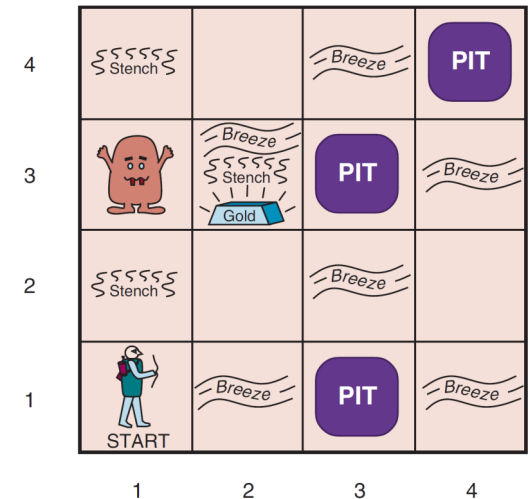 4
Stench
Breeze
PIT
3
Breeze
Stench
Gold
PIT
Breeze
2
Stench
Breeze
1
START
Breeze
PIT
Breeze
1 2 3 4